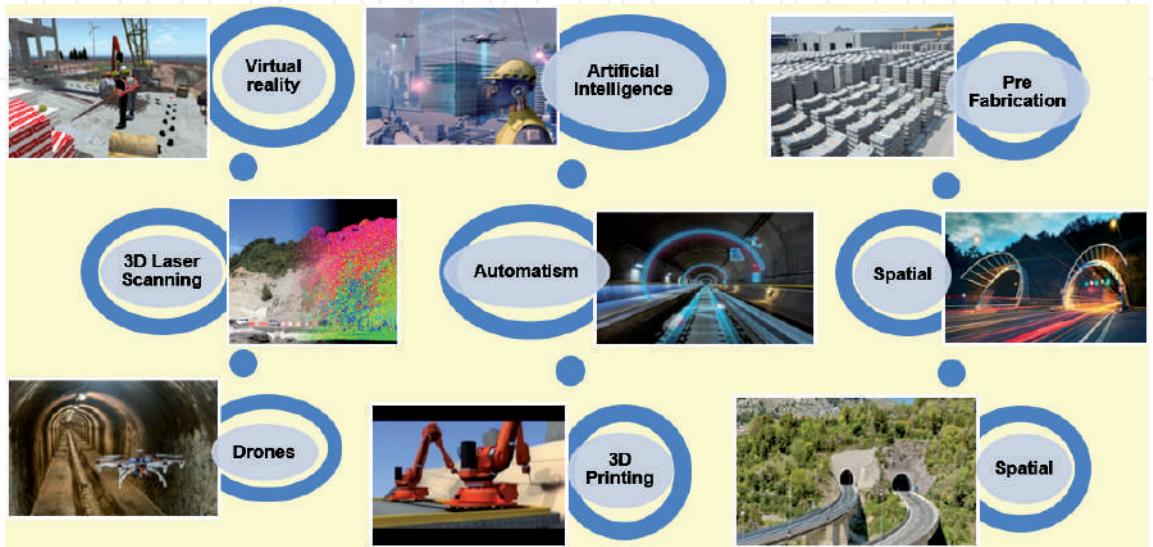 Virtual
reality
Artificial
Intelligence
Pre
Fabrication
3D Laser
Scanning
Automatism
Spatial
Drones
3D
Printing
Spatial